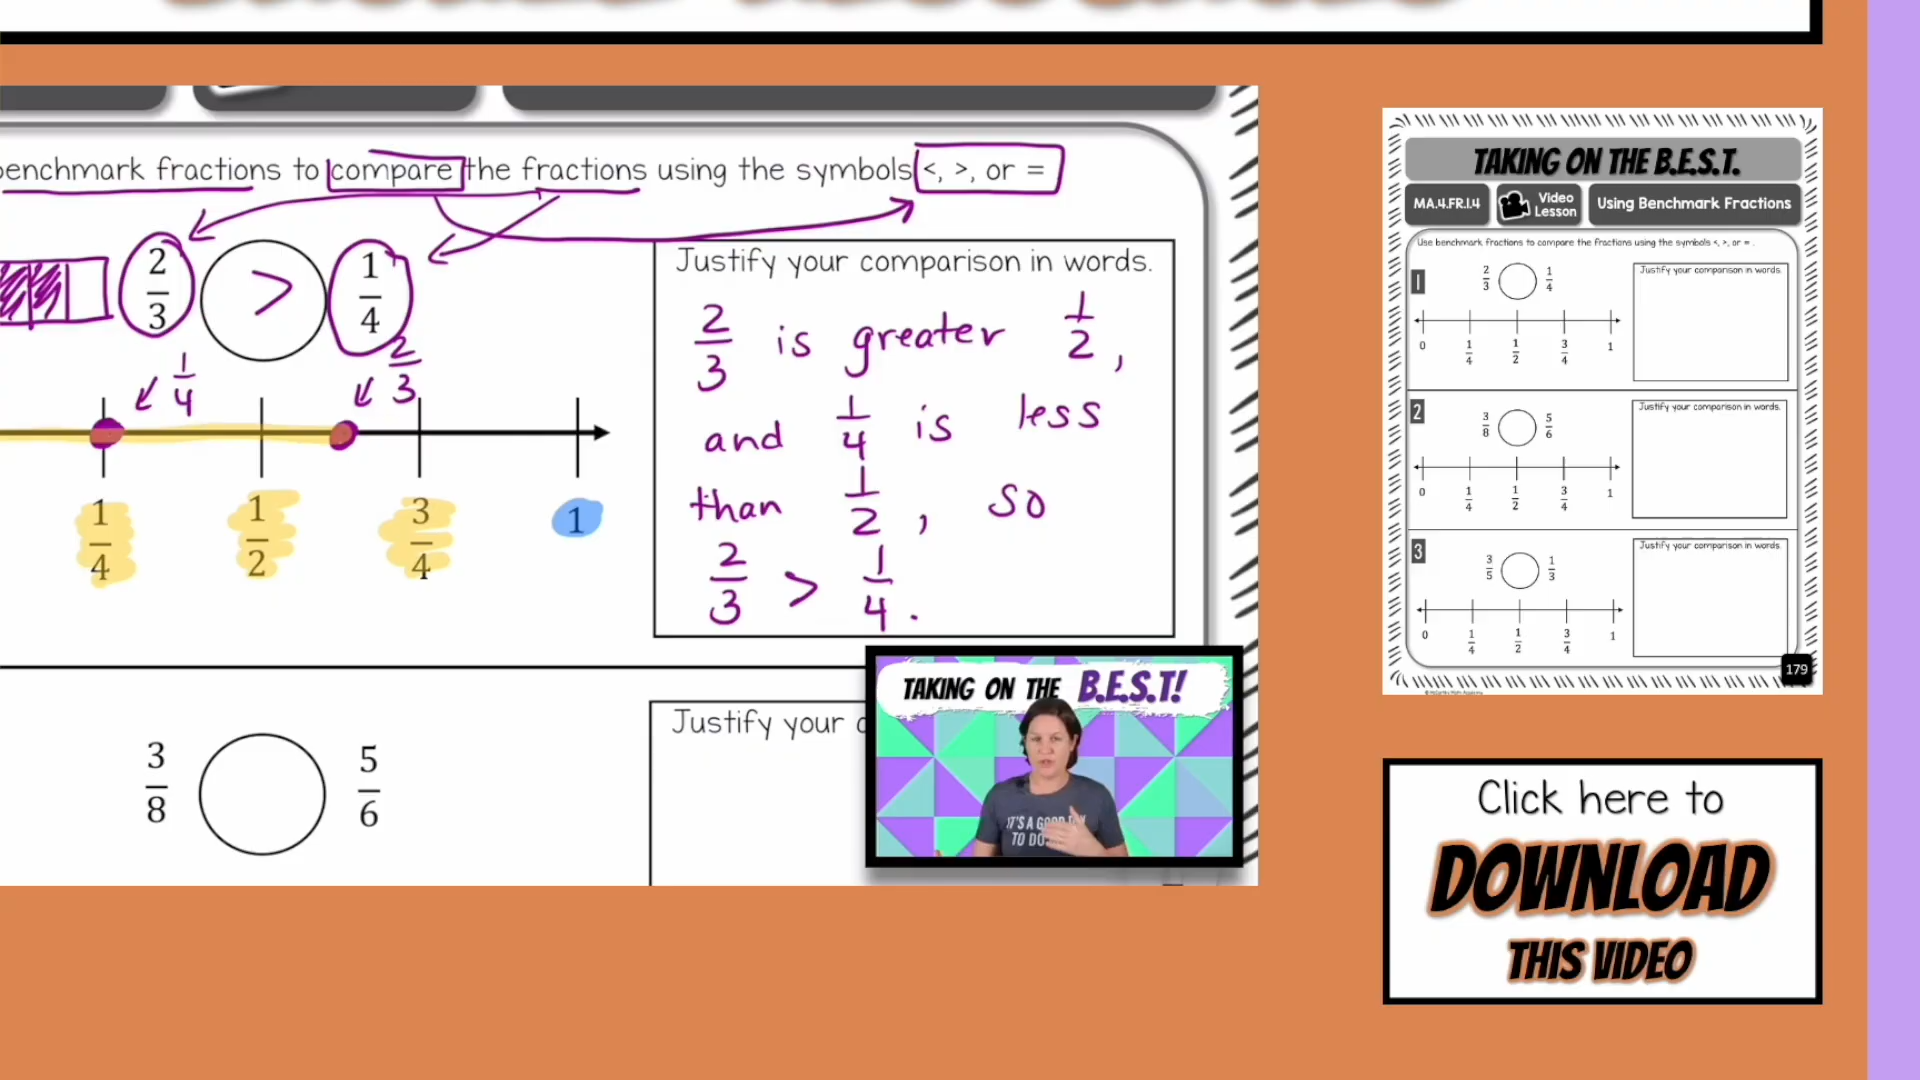 benchmark fractions to compare the fractions using the symbols <, >, or =
2/3 > 1/4
1/4
2/3
1/4 1/2 3/4 1
Justify your comparison in words.
2/3 is greater 1/2,
and 1/4 is less
than 1/2, so
2/3 > 1/4.
3/8 5/6
Justify your
TAKING ON THE B.E.S.T!
IT'S A GOOD
TO DO
TAKING ON THE B.E.S.T.
MA.4.FR.1.4
Video
Lesson
Using Benchmark Fractions
Use benchmark fractions to compare the fractions using the symbols <, >, or = .
1
2/3 1/4
Justify your comparison in words.
0 1/4 1/2 3/4 1
2
3/8 5/6
Justify your comparison in words.
0 1/4 1/2 3/4 1
3
3/5 1/3
Justify your comparison in words.
0 1/4 1/2 3/4 1
179
Click here to
DOWNLOAD
THIS VIDEO